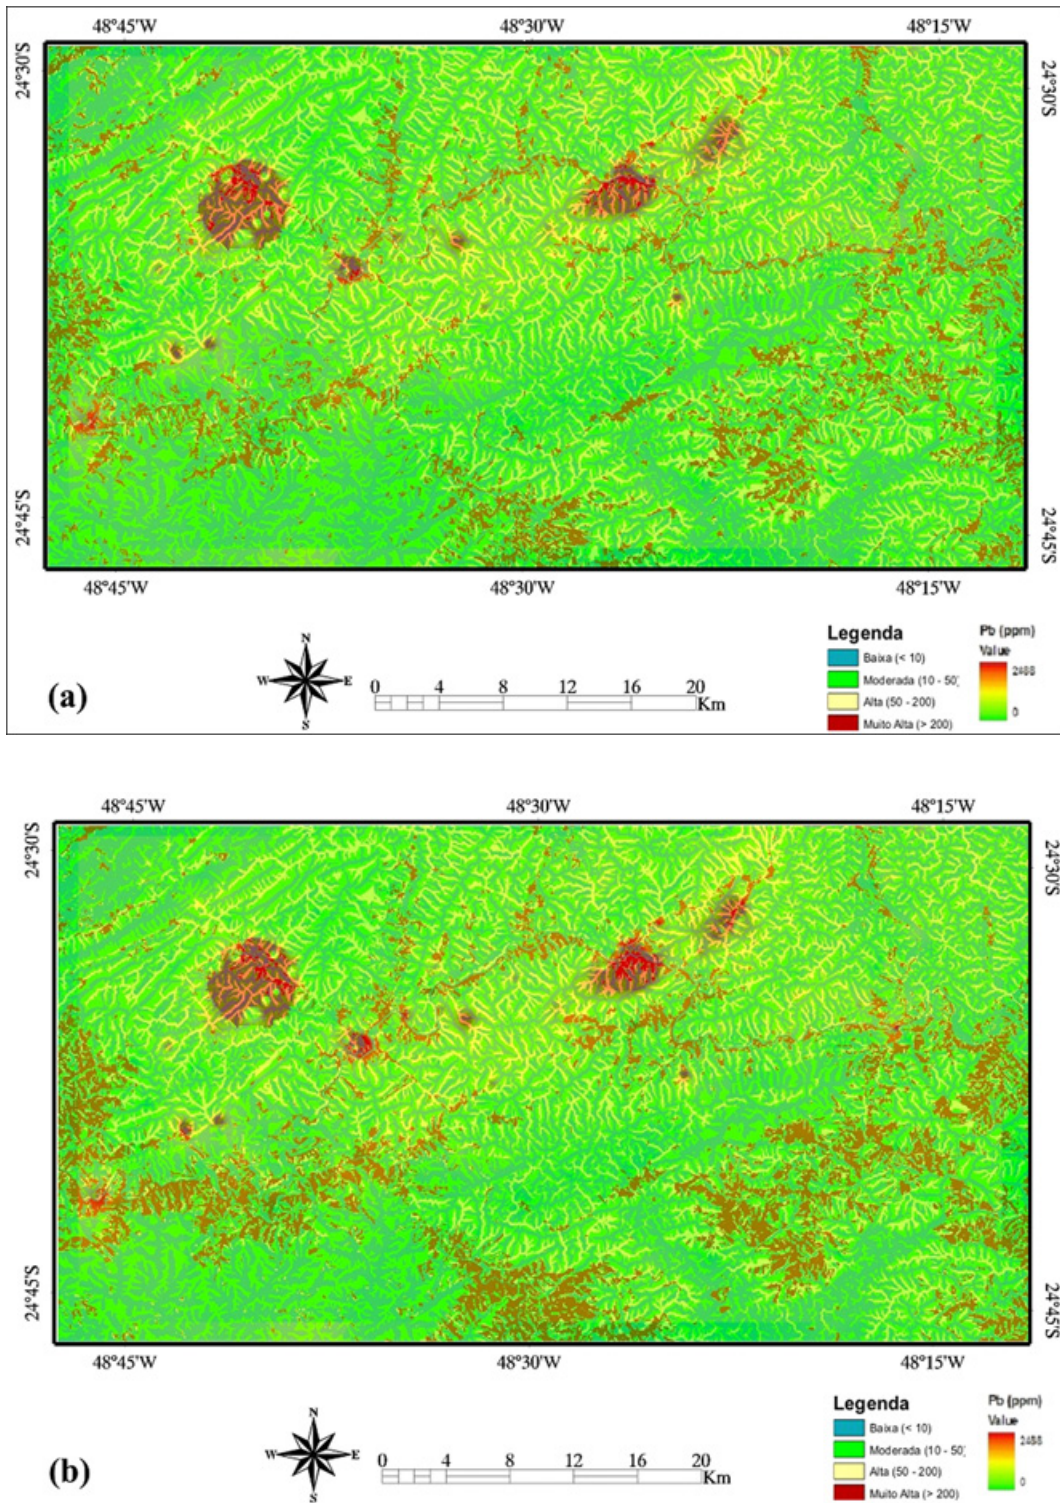 48°45'W 48°30'W 48°15'W
24°30'S
24°30'S
24°45'S
24°45'S
48°45'W 48°30'W 48°15'W
(a)
N
W E
S
0 4 8 12 16 20
Km
Legenda
Baixa (< 10)
Moderada (10 - 50)
Alta (50 - 200)
Muito Alta (> 200)
Pb (ppm)
Value
2488
0
48°45'W 48°30'W 48°15'W
24°30'S
24°30'S
24°45'S
24°45'S
48°45'W 48°30'W 48°15'W
(b)
N
W E
S
0 4 8 12 16 20
Km
Legenda
Baixa (< 10)
Moderada (10 - 50)
Alta (50 - 200)
Muito Alta (> 200)
Pb (ppm)
Value
2488
0